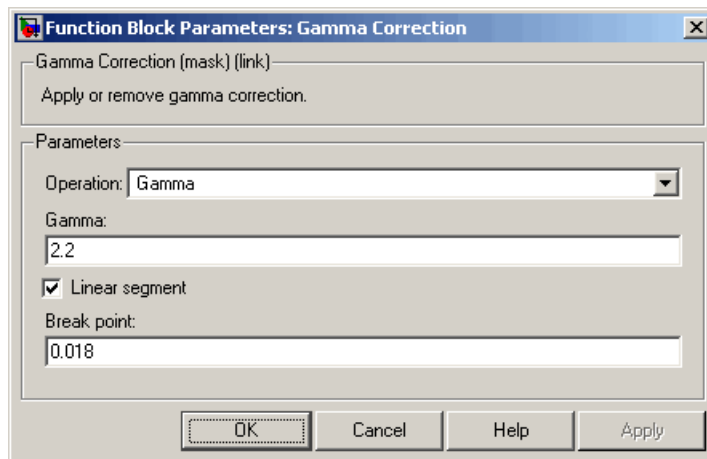 Function Block Parameters: Gamma Correction
Gamma Correction (mask) (link)
Apply or remove gamma correction.
Parameters
Operation: Gamma
Gamma:
2.2
Linear segment
Break point:
0.018
OK Cancel Help Apply